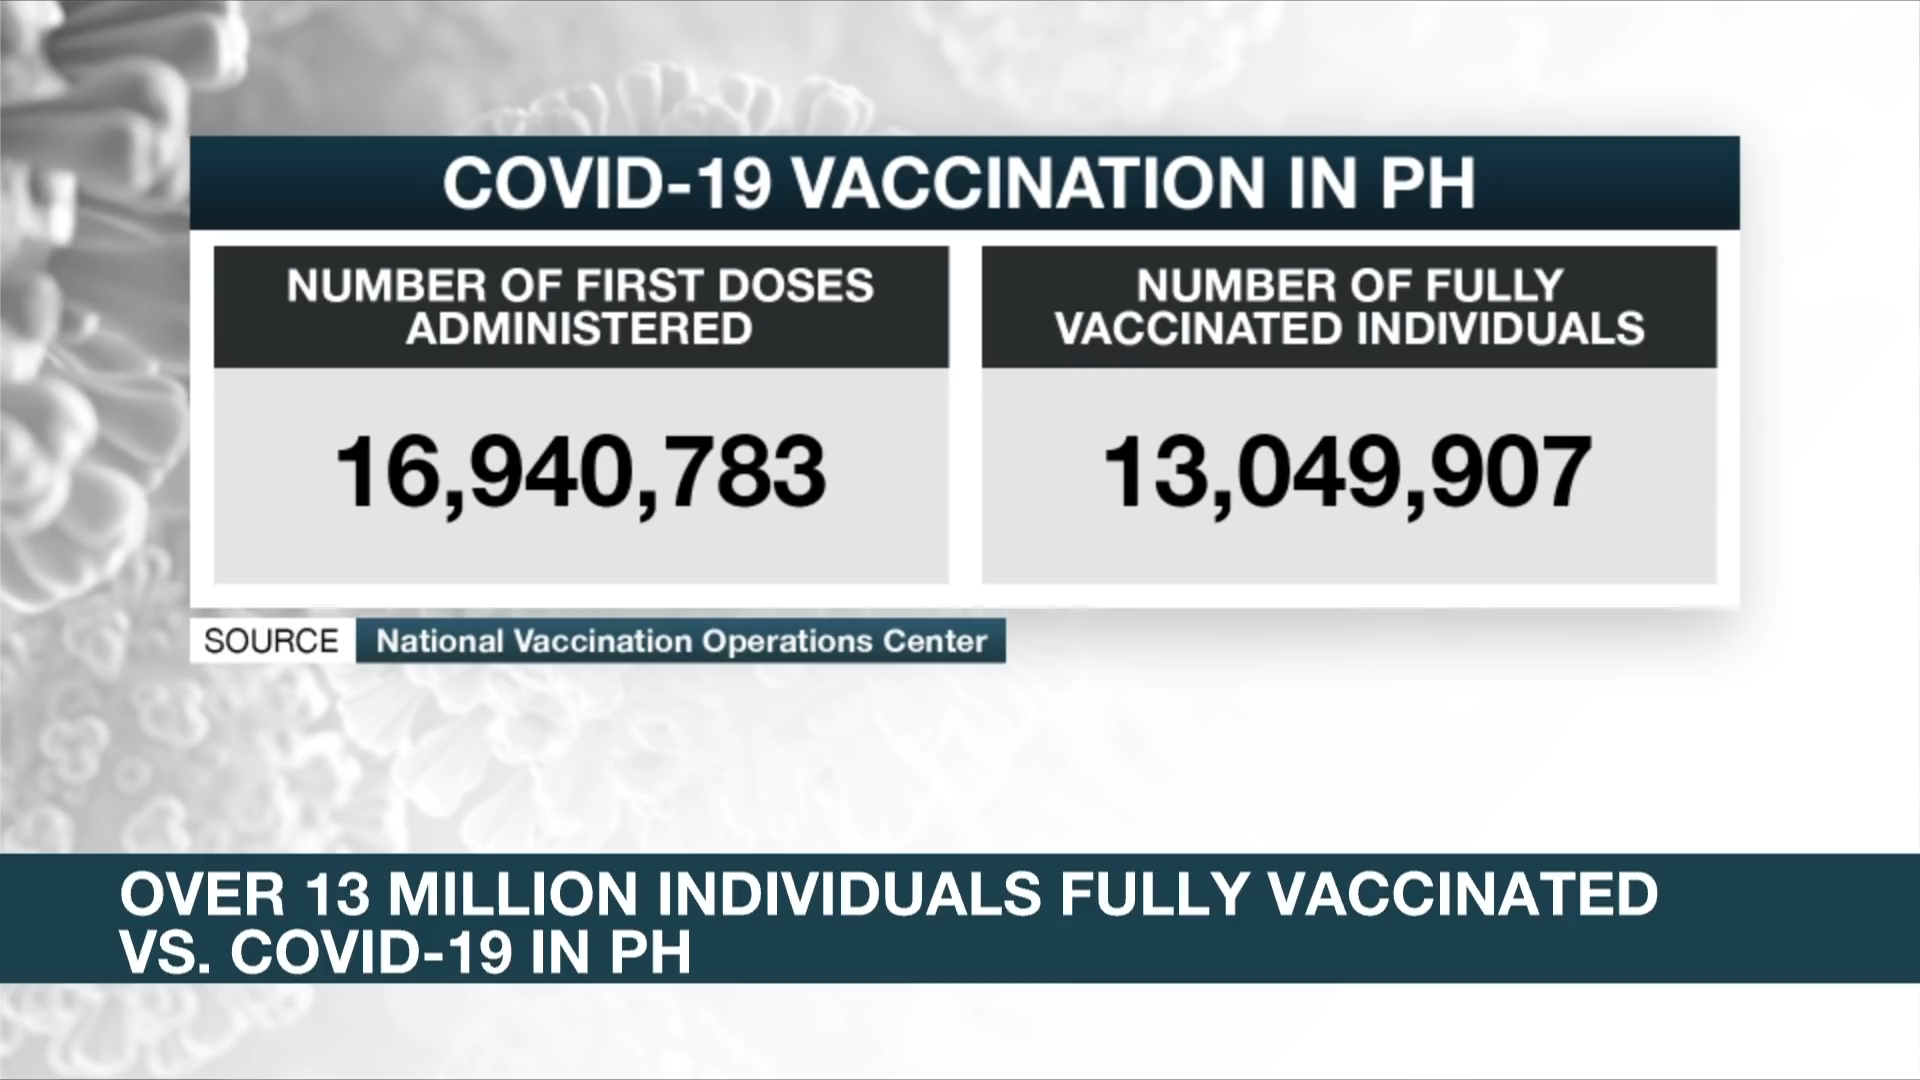 COVID-19 VACCINATION IN PH
NUMBER OF FIRST DOSES
ADMINISTERED
16,940,783
NUMBER OF FULLY
VACCINATED INDIVIDUALS
13,049,907
SOURCE National Vaccination Operations Center
OVER 13 MILLION INDIVIDUALS FULLY VACCINATED
VS. COVID-19 IN PH